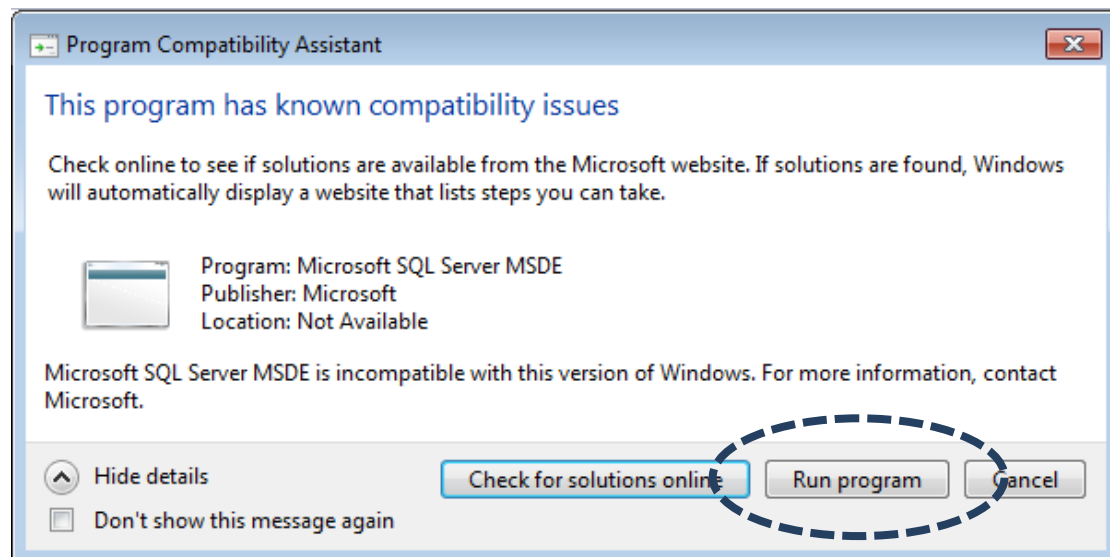 Program Compatibility Assistant
This program has known compatibility issues
Check online to see if solutions are available from the Microsoft website. If solutions are found, Windows
will automatically display a website that lists steps you can take.
Program: Microsoft SQL Server MSDE
Publisher: Microsoft
Location: Not Available
Microsoft SQL Server MSDE is incompatible with this version of Windows. For more information, contact
Microsoft.
Hide details Check for solutions online Run program Cancel
Don't show this message again